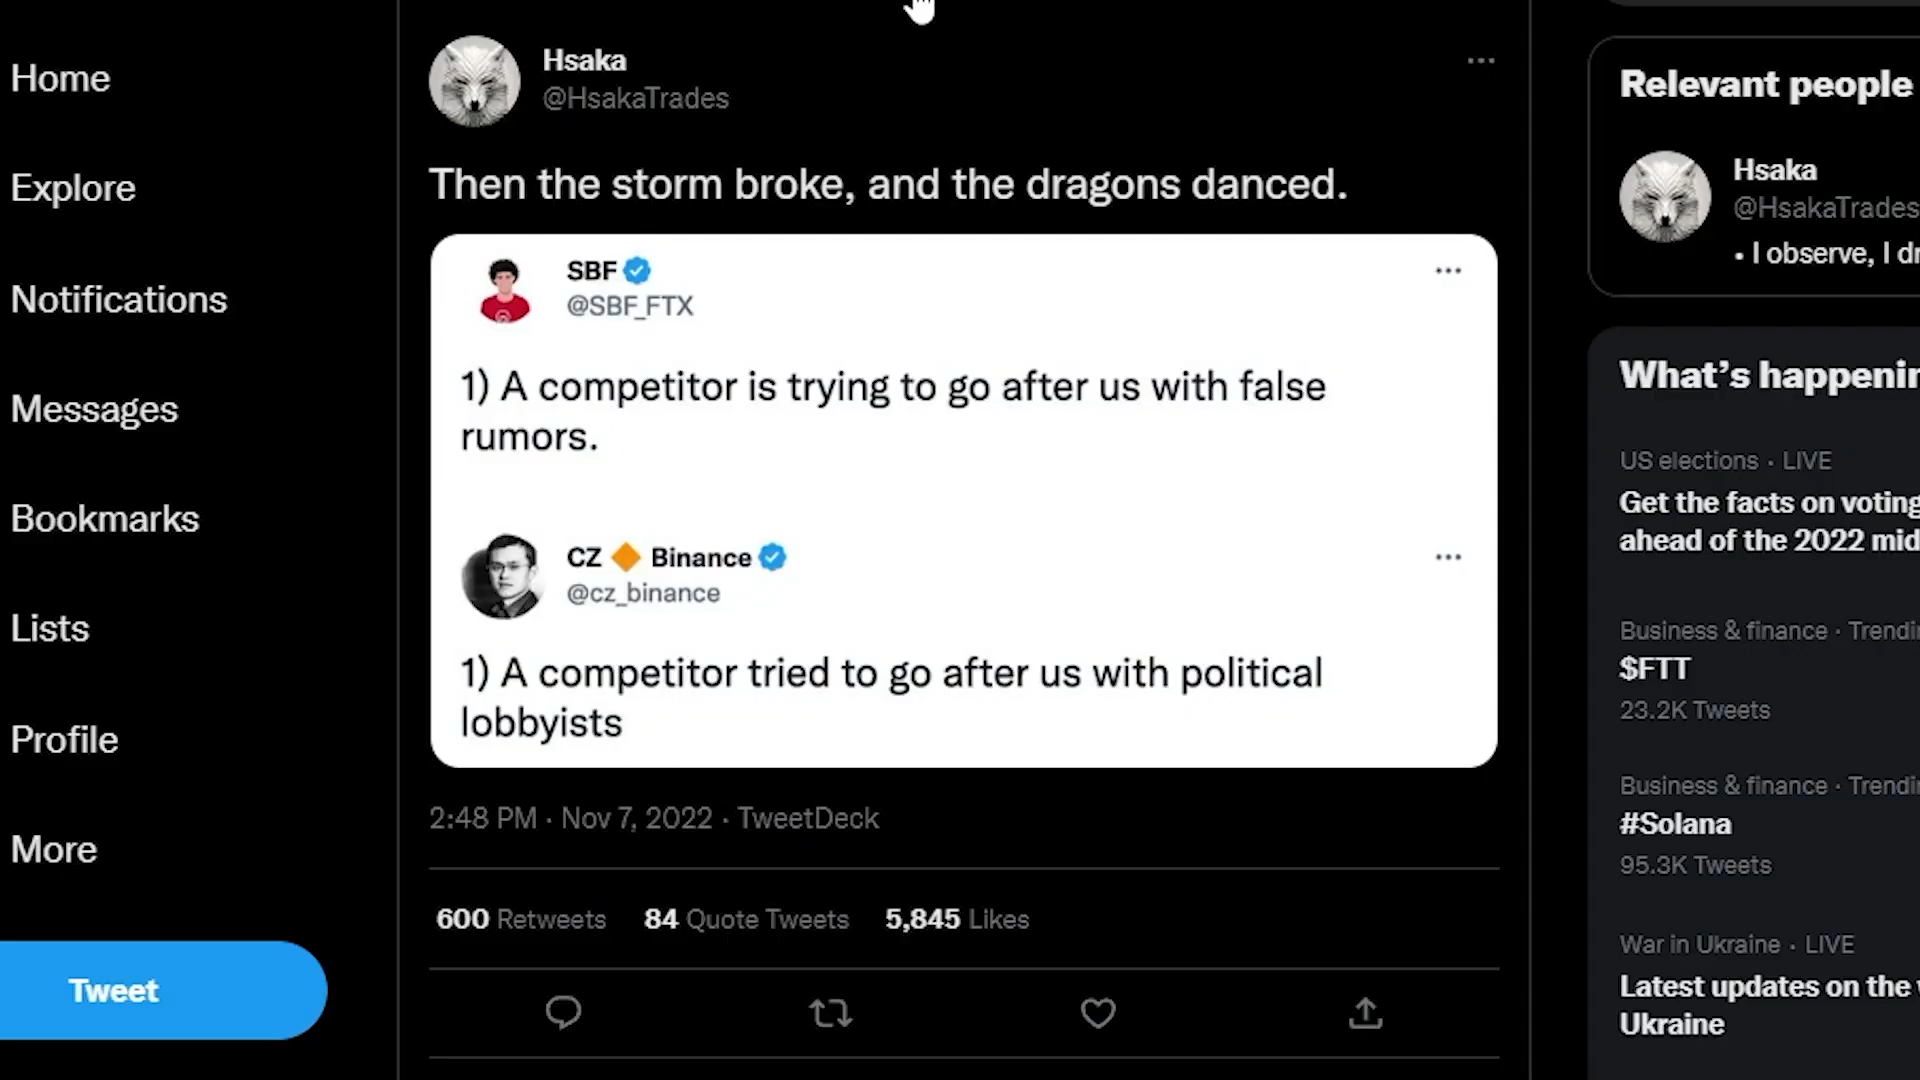 Home
Explore
Notifications
Messages
Bookmarks
Lists
Profile
More
Tweet
Hsaka
@HsakaTrades
Then the storm broke, and the dragons danced.
SBF
@SBF_FTX
1) A competitor is trying to go after us with false
rumors.
CZ 🔶 Binance
@cz_binance
1) A competitor tried to go after us with political
lobbyists
2:48 PM · Nov 7, 2022 · TweetDeck
600 Retweets 84 Quote Tweets 5,845 Likes
Relevant people
Hsaka
@HsakaTrades
• I observe, I dr
What's happenin
US elections · LIVE
Get the facts on voting
ahead of the 2022 mid
Business & finance · Trendin
$FTT
23.2K Tweets
Business & finance · Trendin
#Solana
95.3K Tweets
War in Ukraine · LIVE
Latest updates on the
Ukraine